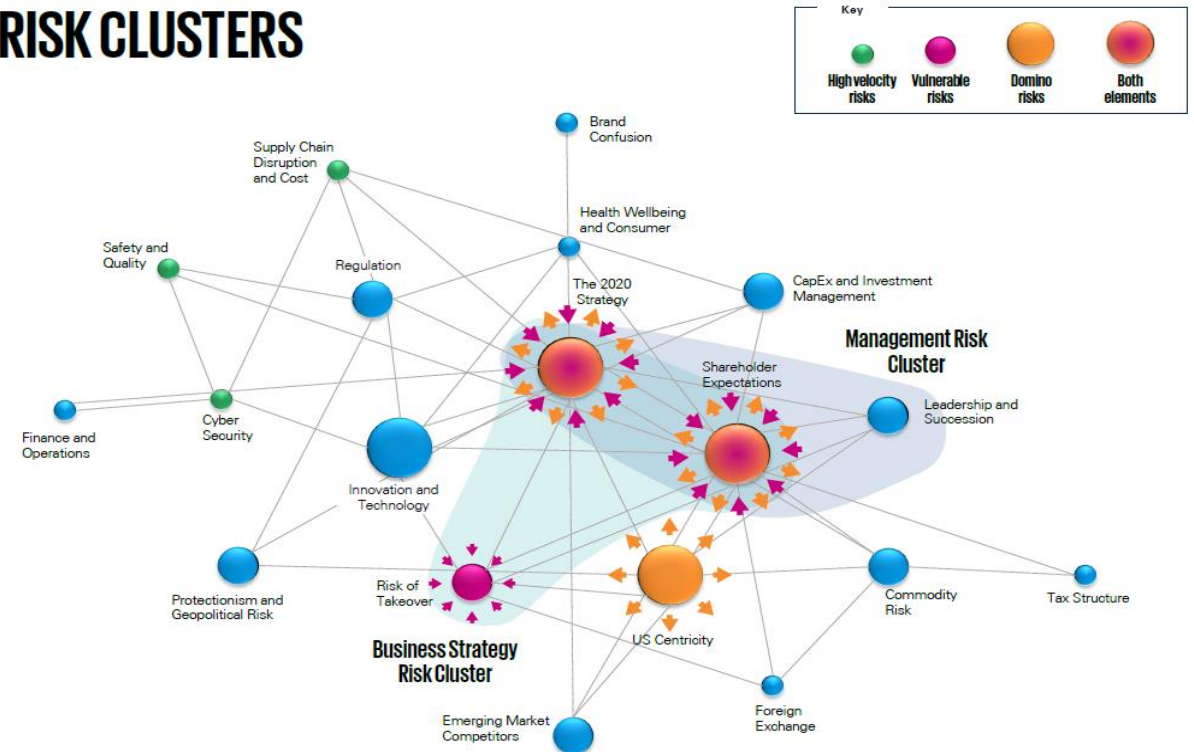 RISK CLUSTERS
Key
High velocity
risks
Vulnerable
risks
Domino
risks
Both
elements
Brand
Confusion
Supply Chain
Disruption
and Cost
Health Wellbeing
and Consumer
Safety and
Quality
Regulation
The 2020
Strategy
CapEx and Investment
Management
Management Risk
Cluster
Shareholder
Expectations
Leadership and
Succession
Cyber
Security
Finance and
Operations
Innovation and
Technology
Risk of
Takeover
Protectionism and
Geopolitical Risk
Commodity
Risk
Tax Structure
US Centricity
Business Strategy
Risk Cluster
Foreign
Exchange
Emerging Market
Competitors